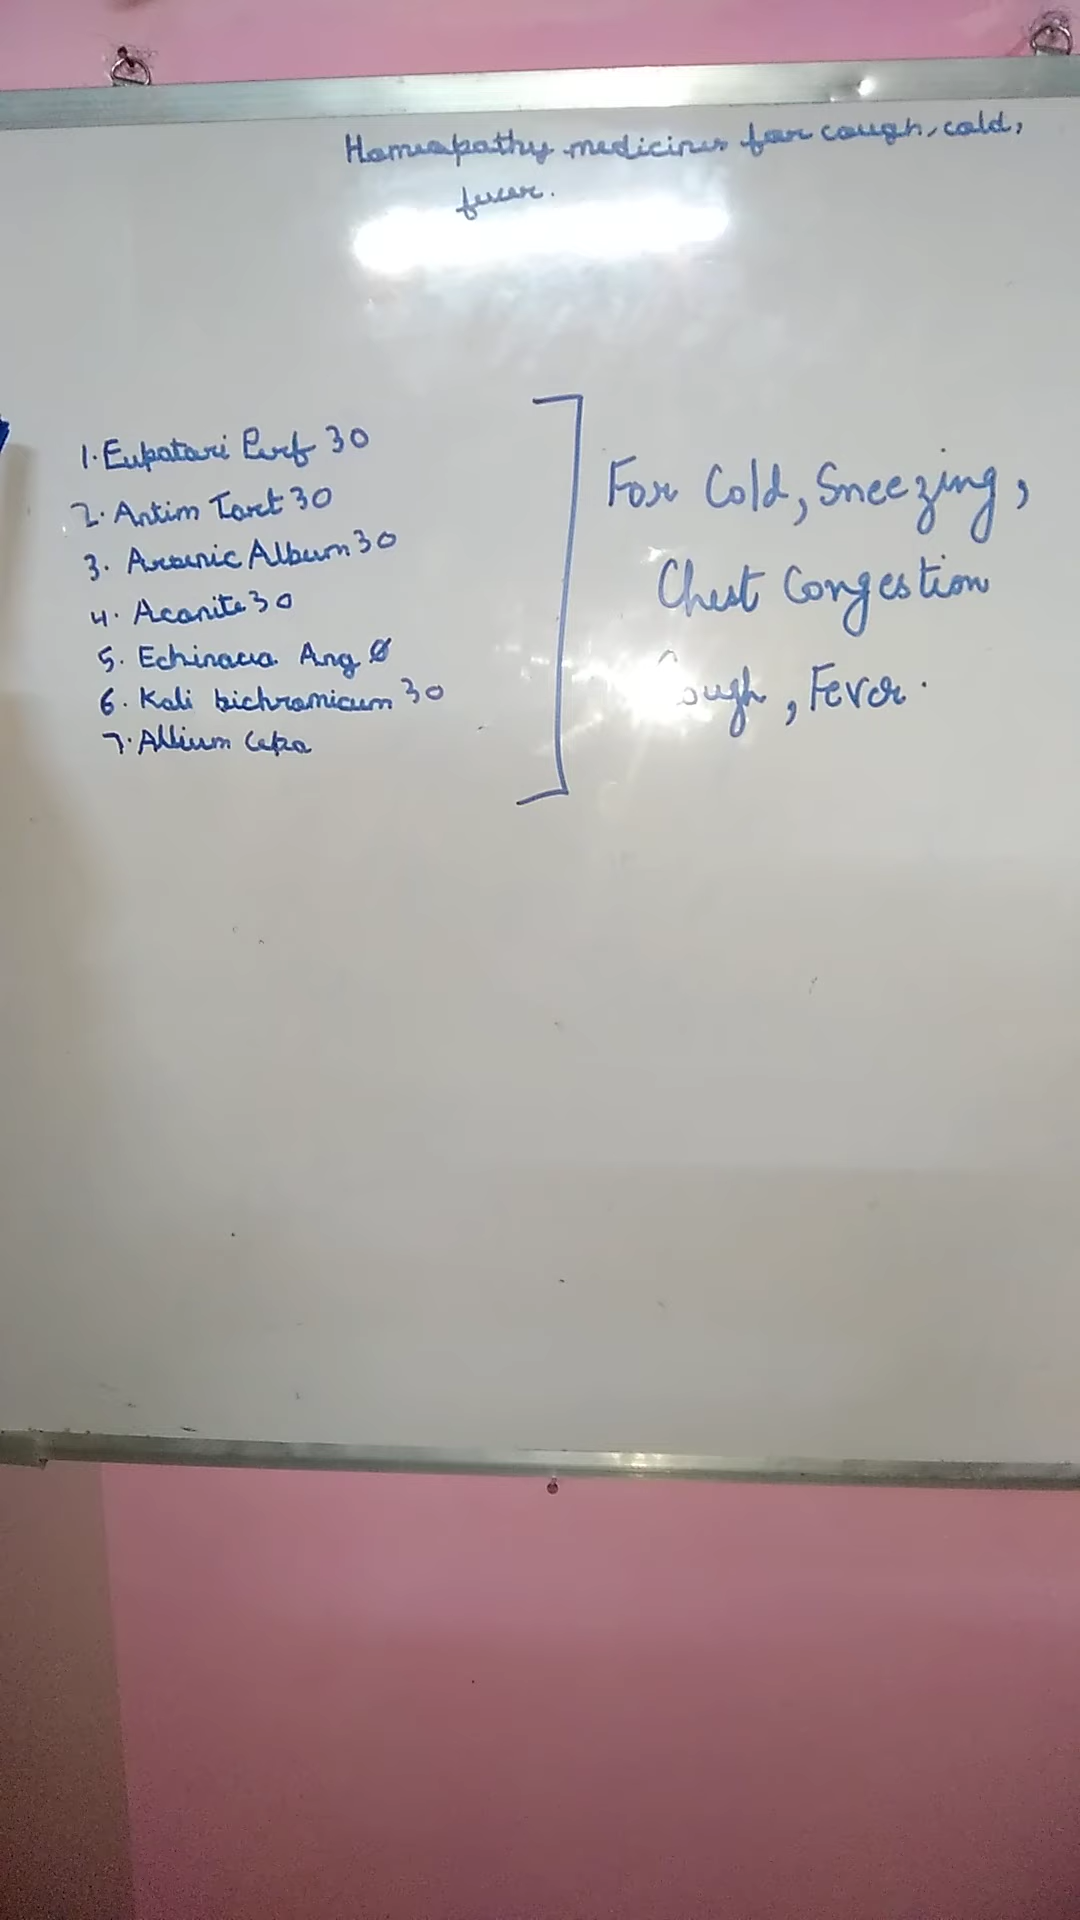 Homeopathy medicines for cough, cold,
fever.
1. Eupatori Perf 30
2. Antim Tart 30
3. Arsenic Album 30
4. Aconite 30
5. Echinacia Ang Ø
6. Kali bichromicum 30
7. Allium Cepa
For Cold, Sneezing,
Chest Congestion
Cough, Fever.